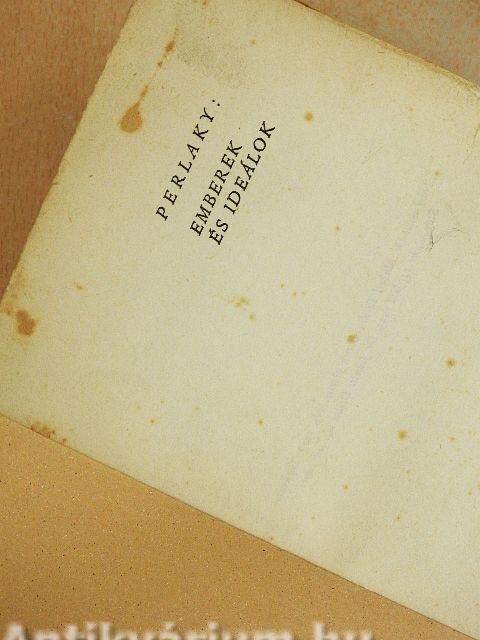 PERLAKY:
EMBEREK
ÉS IDEÁLOK
Antikvárium.hu